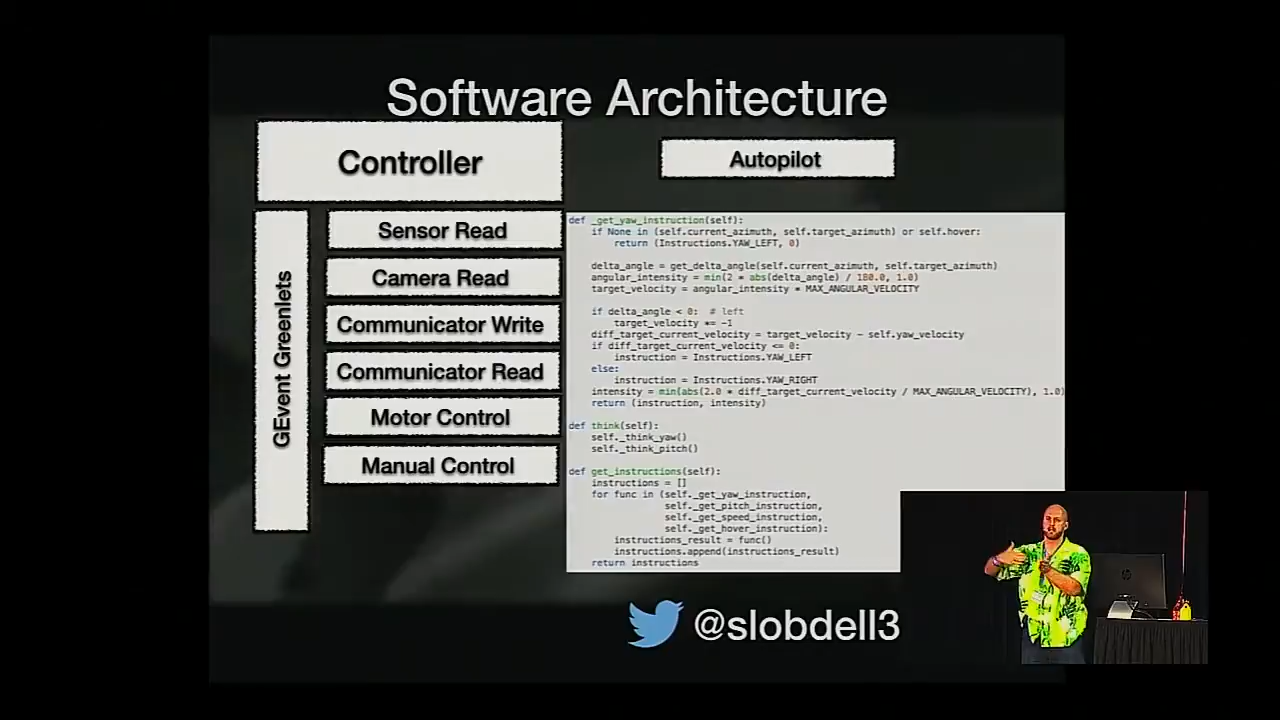 Software Architecture
Controller
Autopilot
GEvent Greenlets
Sensor Read
Camera Read
Communicator Write
Communicator Read
Motor Control
Manual Control
def _get_yaw_instruction(self):
if None in (self.current_azimuth, self.target_azimuth) or self.hover:
return (Instructions.YAW_LEFT, 0)
delta_angle = get_delta_angle(self.current_azimuth, self.target_azimuth)
angular_intensity = min(2 * abs(delta_angle) / 180.0, 1.0)
target_velocity = angular_intensity * MAX_ANGULAR_VELOCITY
if delta_angle < 0: # left
target_velocity *= -1
diff_target_current_velocity = target_velocity - self.yaw_velocity
if diff_target_current_velocity <= 0:
instruction = Instructions.YAW_LEFT
else:
instruction = Instructions.YAW_RIGHT
intensity = min(abs(2.0 * diff_target_current_velocity / MAX_ANGULAR_VELOCITY), 1.0)
return (instruction, intensity)
def think(self):
self._think_yaw()
self._think_pitch()
def get_instructions(self):
instructions = []
for func in (self._get_yaw_instruction,
self._get_pitch_instruction,
self._get_speed_instruction,
self._get_hover_instruction):
instructions_result = func()
instructions.append(instructions_result)
return instructions
@slobdell3